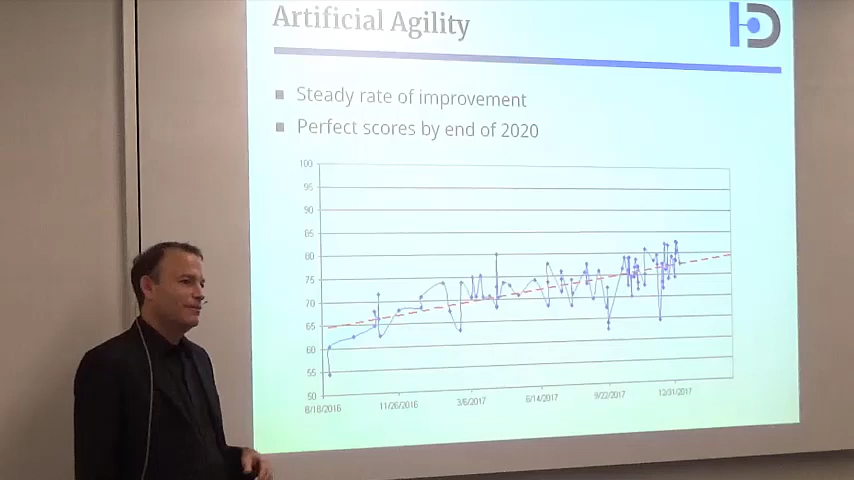 Artificial Agility
Steady rate of improvement
Perfect scores by end of 2020
100
95
90
85
80
75
70
65
60
55
50
8/18/2016 11/26/2016 3/6/2017 6/14/2017 9/22/2017 12/31/2017